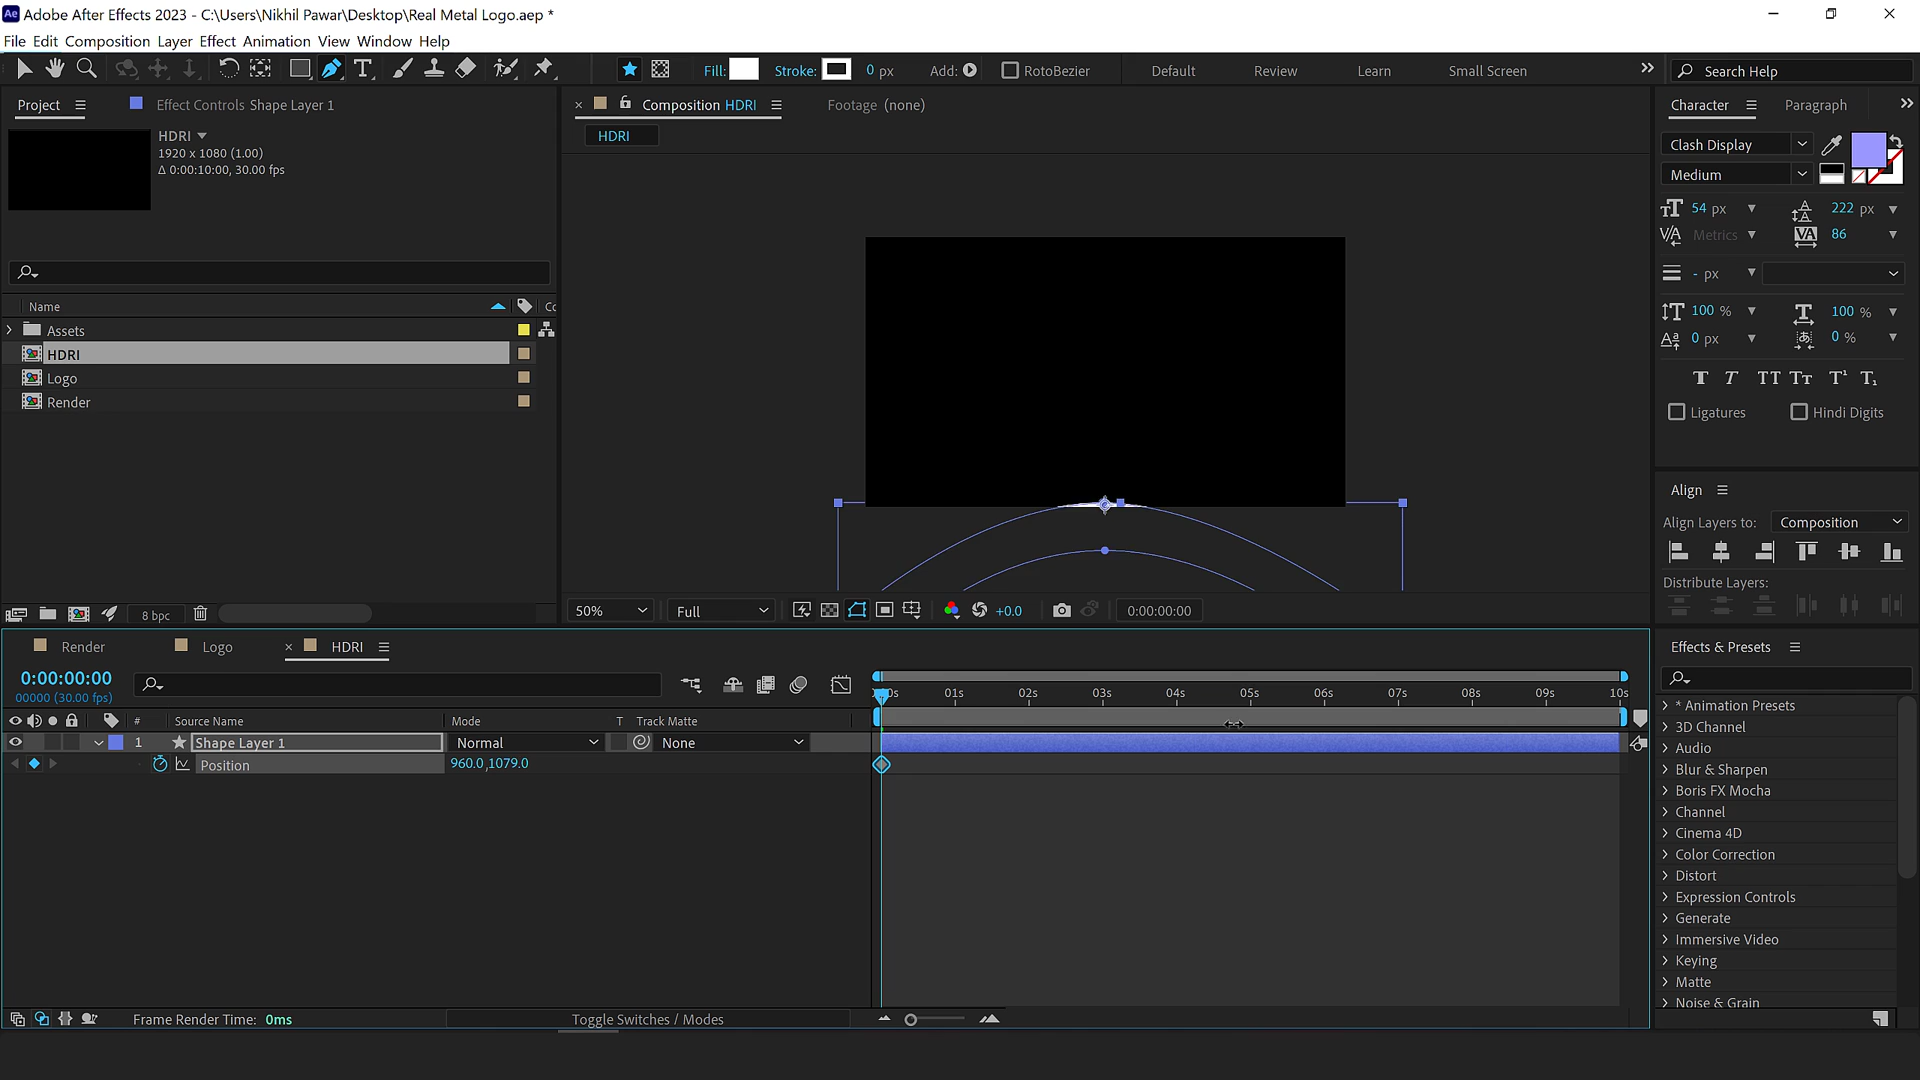 Adobe After Effects 2023 - C:\Users\Nikhil Pawar\Desktop\Real Metal Logo.aep *
File Edit Composition Layer Effect Animation View Window Help
Fill: Stroke: 0 px Add: RotoBezier Default Review Learn Small Screen Search Help
Project Effect Controls Shape Layer 1
Composition HDRI Footage (none)
Character Paragraph
HDRI
1920 x 1080 (1.00)
Δ 0:00:10:00, 30.00 fps
HDRI
Clash Display
Medium
54 px 222 px
Metrics 86
- px
100 % 100 %
0 px 0 %
T T TT Tт T¹ T₁
Ligatures Hindi Digits
Name Co
Assets
HDRI
Logo
Render
Align
Align Layers to: Composition
Distribute Layers:
8 bpc
50% Full +0.0 0:00:00:00
Render Logo HDRI
0:00:00:00
00000 (30.00 fps)
00s 01s 02s 03s 04s 05s 06s 07s 08s 09s 10s
# Source Name Mode T Track Matte
1 Shape Layer 1 Normal None
Position 960.0,1079.0
Frame Render Time: 0ms Toggle Switches / Modes
Effects & Presets
* Animation Presets
3D Channel
Audio
Blur & Sharpen
Boris FX Mocha
Channel
Cinema 4D
Color Correction
Distort
Expression Controls
Generate
Immersive Video
Keying
Matte
Noise & Grain